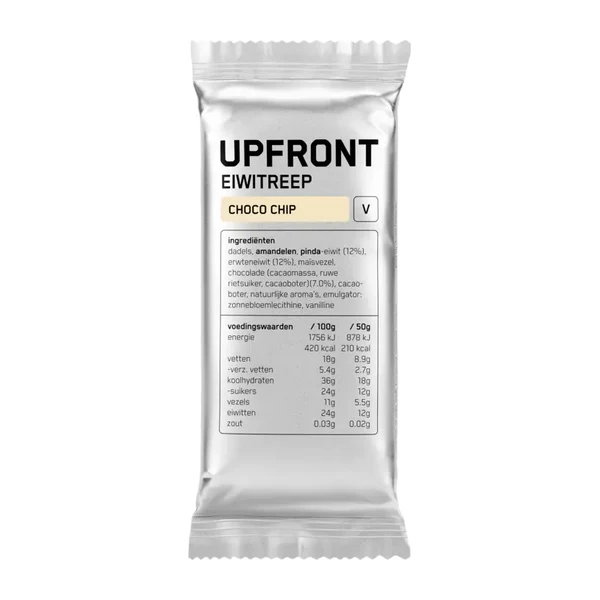 UPFRONT
EIWITREEP
CHOCO CHIP V
ingrediënten
dadels, amandelen, pinda-eiwit (12%),
erwteneiwit (12%), maïsvezel,
chocolade (cacaomassa, ruwe
rietsuiker, cacaoboter)(7.0%), cacao-
boter, natuurlijke aroma's, emulgator:
zonnebloemlecithine, vanilline
voedingswaarden / 100g / 50g
energie 1756 kJ 878 kJ
420 kcal 210 kcal
vetten 18g 8.9g
-verz. vetten 5.4g 2.7g
koolhydraten 36g 18g
-suikers 24g 12g
vezels 11g 5.5g
eiwitten 24g 12g
zout 0.03g 0.02g